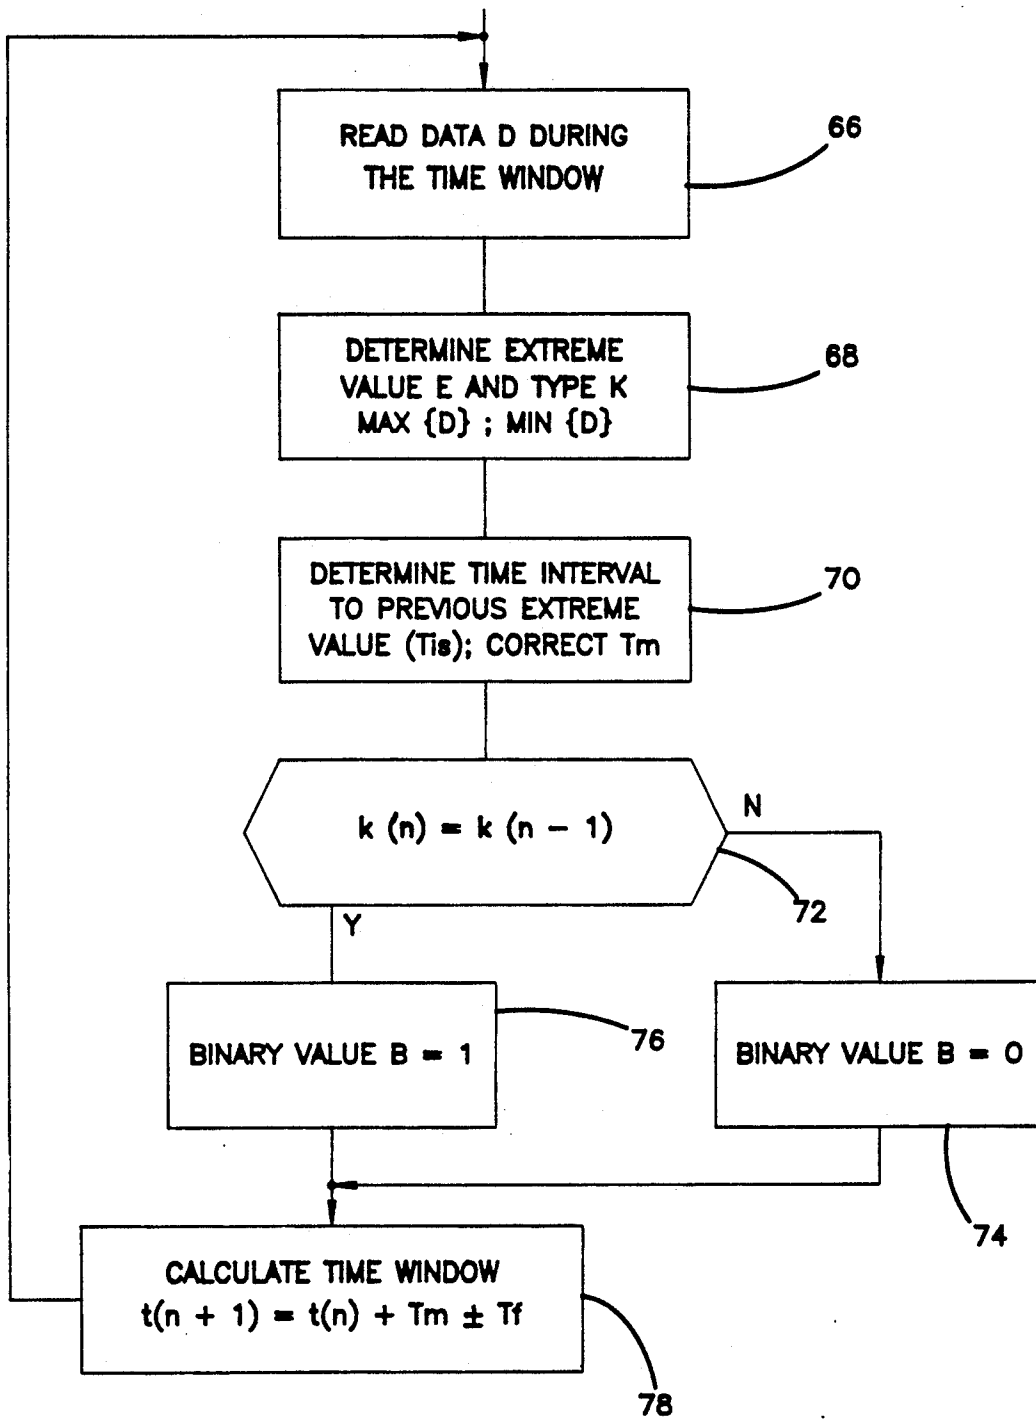 READ DATA D DURING
THE TIME WINDOW
66
DETERMINE EXTREME
VALUE E AND TYPE K
MAX {D} ; MIN {D}
68
DETERMINE TIME INTERVAL
TO PREVIOUS EXTREME
VALUE (Tis); CORRECT Tm
70
k (n) = k (n − 1)
N
72
Y
BINARY VALUE B = 1
76
BINARY VALUE B = 0
74
CALCULATE TIME WINDOW
t(n + 1) = t(n) + Tm ± Tf
78